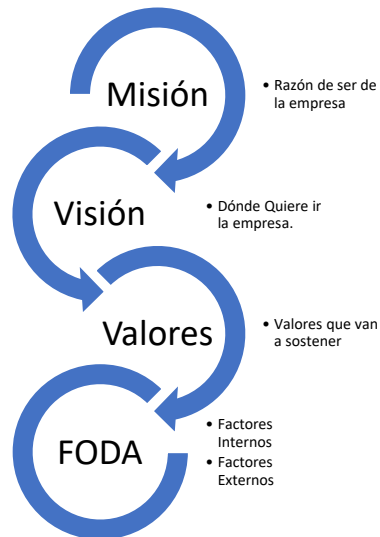 Misión
• Razón de ser de
la empresa
Visión
• Dónde Quiere ir
la empresa.
Valores
• Valores que van
a sostener
FODA
• Factores
Internos
• Factores
Externos